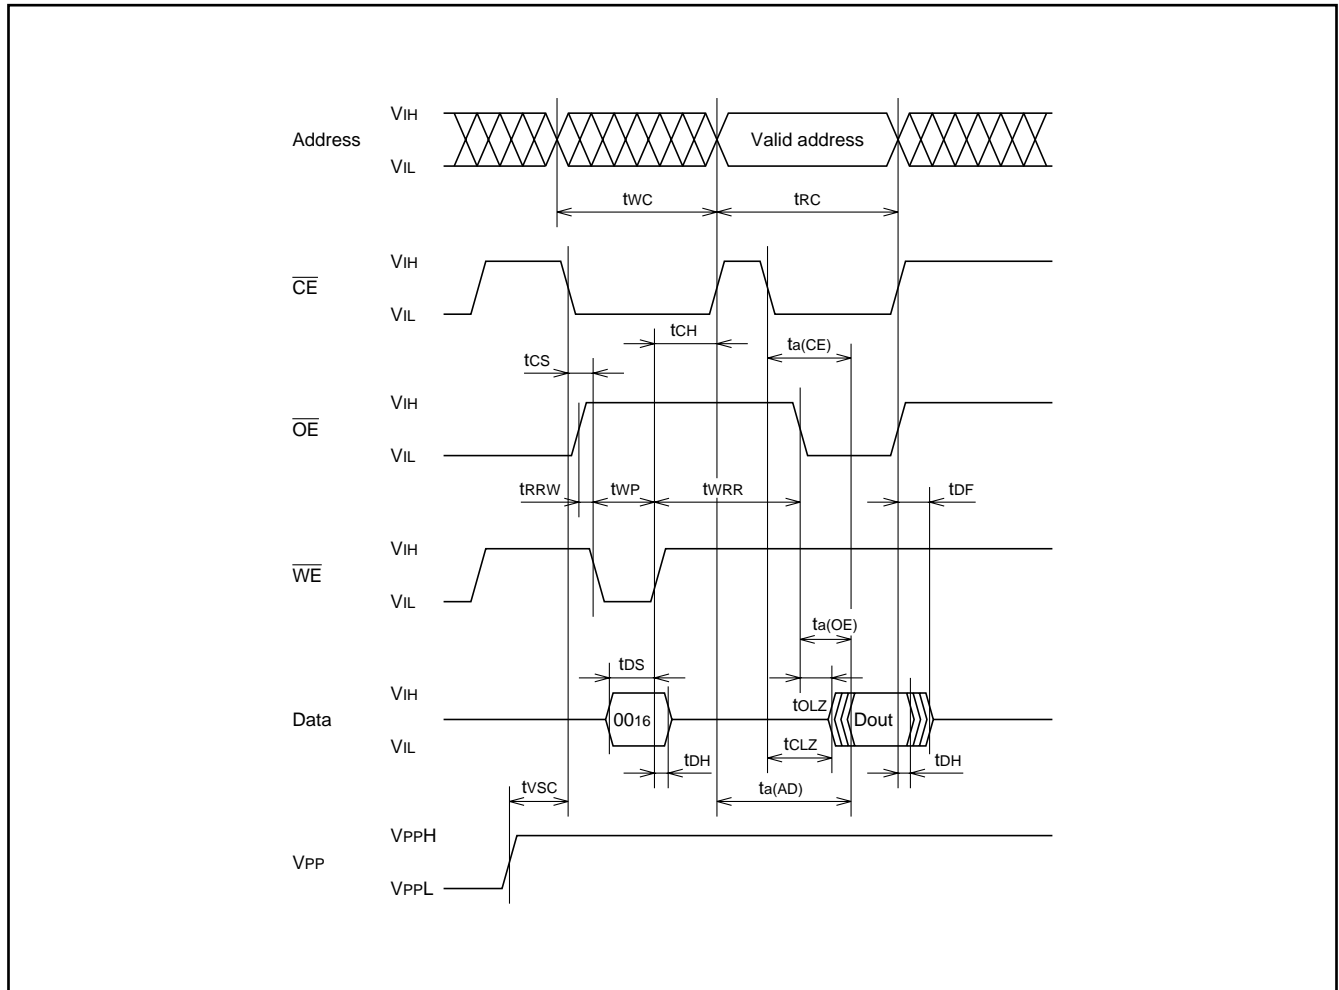 VIH
Address
Valid address
VIL
tWC
tRC
VIH
CE
VIL
tCH
ta(CE)
tCS
VIH
OE
VIL
tRRW
tWP
tWRR
tDF
VIH
WE
VIL
ta(OE)
tDS
VIH
tOLZ
Data
0016
Dout
VIL
tCLZ
tDH
tDH
tVSC
ta(AD)
VPPH
VPP
VPPL